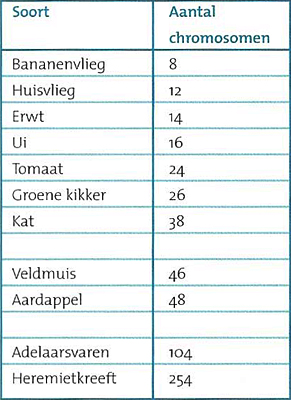 Soort Aantal
chromosomen
Bananenvlieg 8
Huisvlieg 12
Erwt 14
Ui 16
Tomaat 24
Groene kikker 26
Kat 38
Veldmuis 46
Aardappel 48
Adelaarsvaren 104
Heremietkreeft 254